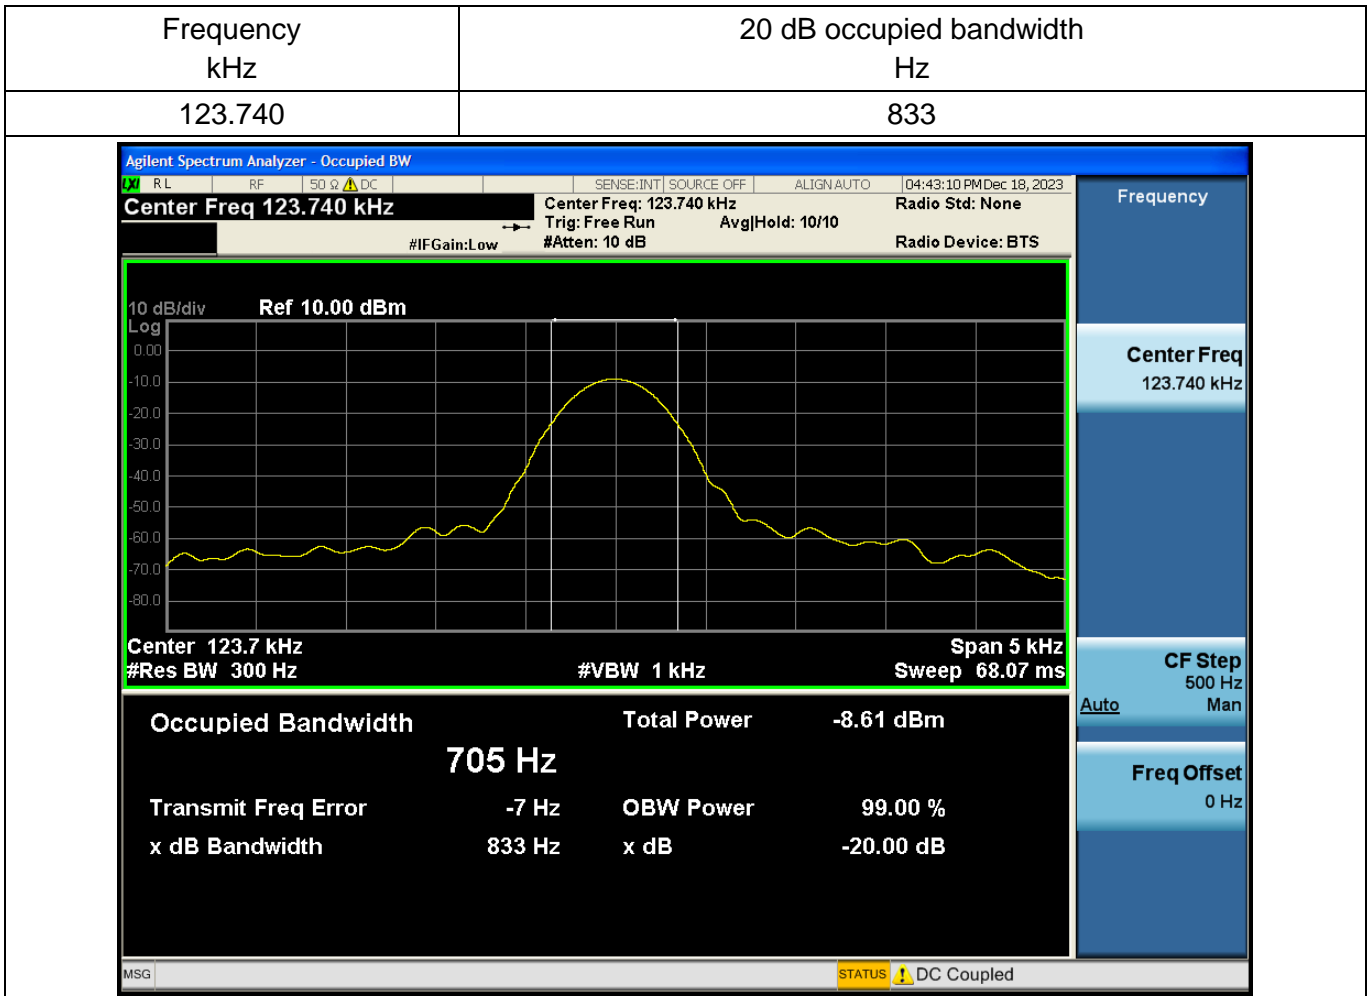 Frequency
kHz
20 dB occupied bandwidth
Hz
123.740
833
Agilent Spectrum Analyzer - Occupied BW
LXI RL RF 50 Ω DC SENSE:INT SOURCE OFF ALIGN AUTO 04:43:10 PM Dec 18, 2023
Center Freq 123.740 kHz
Center Freq: 123.740 kHz
Radio Std: None
Trig: Free Run
Avg|Hold: 10/10
#IFGain:Low
#Atten: 10 dB
Radio Device: BTS
10 dB/div
Ref 10.00 dBm
Log
0.00
-10.0
-20.0
-30.0
-40.0
-50.0
-60.0
-70.0
-80.0
Center 123.7 kHz
Span 5 kHz
#Res BW 300 Hz
#VBW 1 kHz
Sweep 68.07 ms
Occupied Bandwidth
705 Hz
Total Power -8.61 dBm
Transmit Freq Error -7 Hz
OBW Power 99.00 %
x dB Bandwidth 833 Hz
x dB -20.00 dB
Frequency
Center Freq
123.740 kHz
CF Step
500 Hz
Auto Man
Freq Offset
0 Hz
MSG
STATUS
DC Coupled